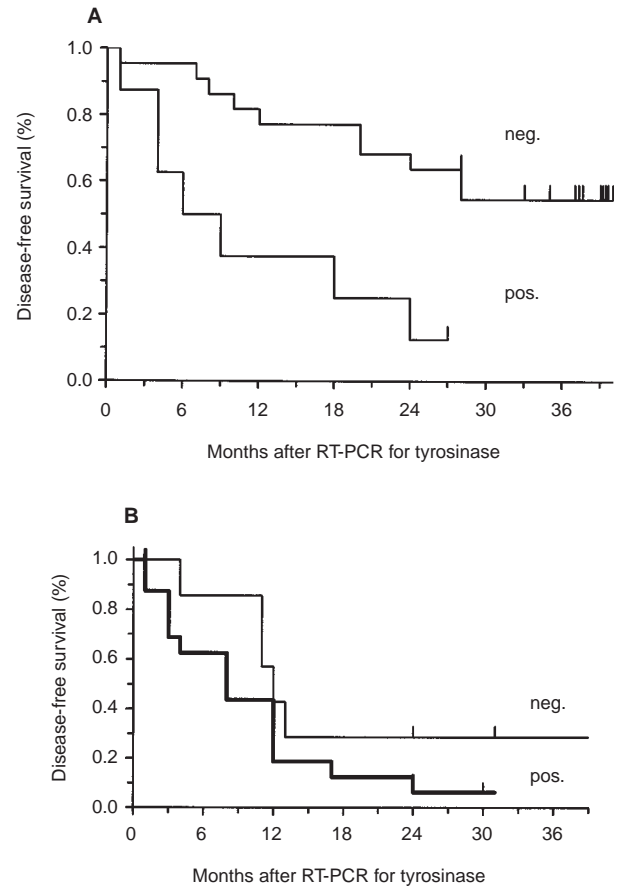 A
Disease-free survival (%)
1.0
0.8
0.6
0.4
0.2
0.0
neg.
pos.
0 6 12 18 24 30 36
Months after RT-PCR for tyrosinase
B
Disease-free survival (%)
1.0
0.8
0.6
0.4
0.2
0.0
neg.
pos.
0 6 12 18 24 30 36
Months after RT-PCR for tyrosinase